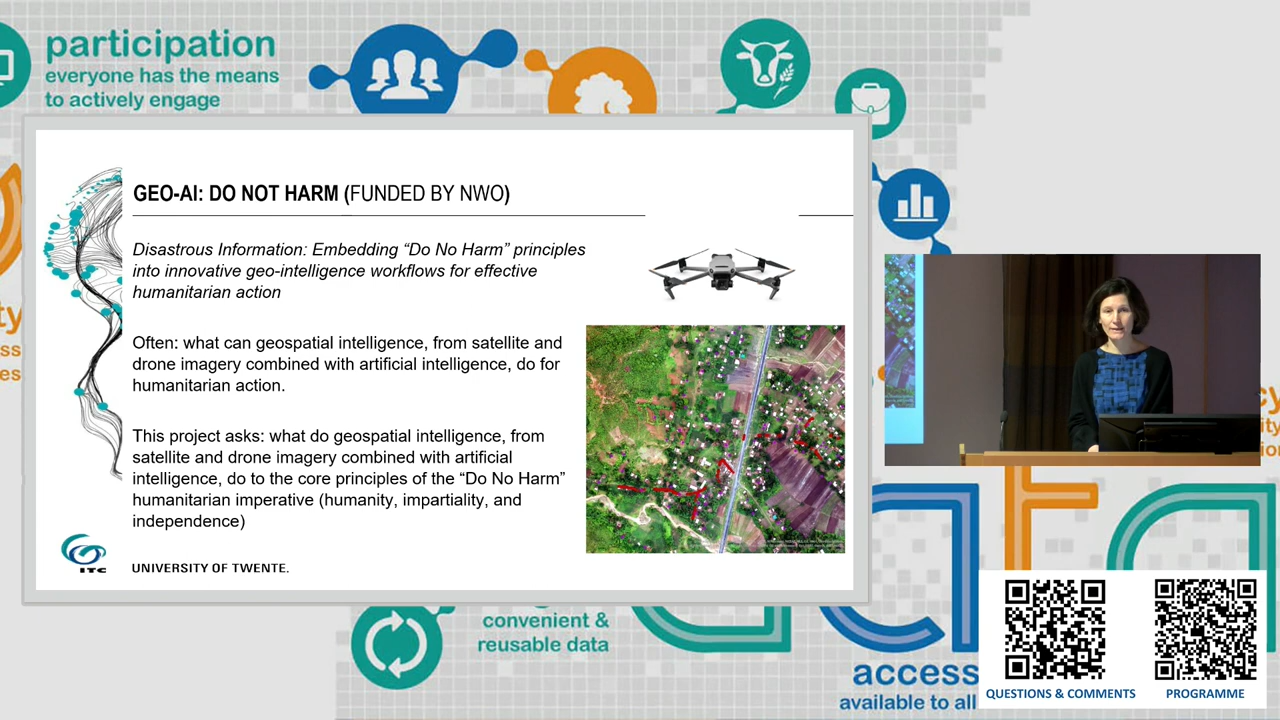 participation
everyone has the means
to actively engage
GEO-AI: DO NOT HARM (FUNDED BY NWO)
Disastrous Information: Embedding “Do No Harm” principles
into innovative geo-intelligence workflows for effective
humanitarian action
Often: what can geospatial intelligence, from satellite and
drone imagery combined with artificial intelligence, do for
humanitarian action.
This project asks: what do geospatial intelligence, from
satellite and drone imagery combined with artificial
intelligence, do to the core principles of the “Do No Harm”
humanitarian imperative (humanity, impartiality, and
independence)
ITC
UNIVERSITY OF TWENTE.
convenient &
reusable data
access
available to all
QUESTIONS & COMMENTS
PROGRAMME